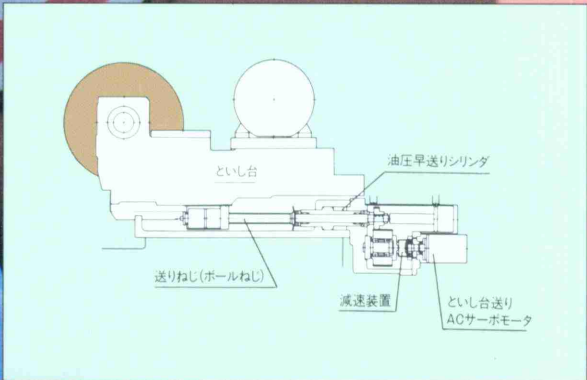 といし台
油圧早送りシリンダ
送りねじ(ボールねじ)
減速装置
といし台送り
ACサーボモータ